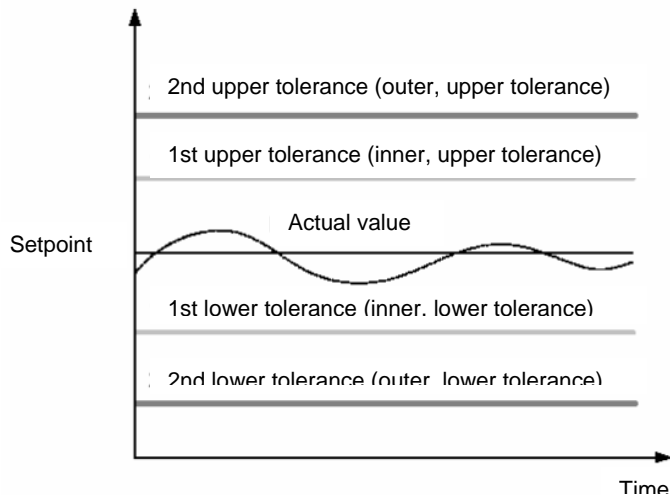 2nd upper tolerance (outer, upper tolerance)
1st upper tolerance (inner, upper tolerance)
Actual value
Setpoint
1st lower tolerance (inner. lower tolerance)
2nd lower tolerance (outer lower tolerance)
Time